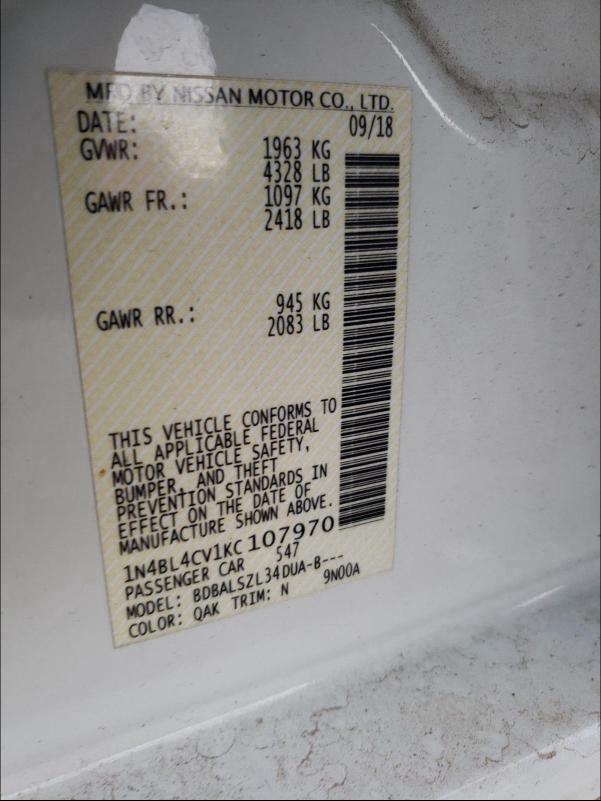 MFD BY NISSAN MOTOR CO., LTD.
DATE: 09/18
GVWR: 1963 KG
4328 LB
GAWR FR.: 1097 KG
2418 LB
GAWR RR.: 945 KG
2083 LB
THIS VEHICLE CONFORMS TO
ALL APPLICABLE FEDERAL
MOTOR VEHICLE SAFETY,
BUMPER, AND THEFT
PREVENTION STANDARDS IN
EFFECT ON THE DATE OF
MANUFACTURE SHOWN ABOVE.
1N4BL4CV1KC107970
PASSENGER CAR 547
MODEL: BDBALSZL34DUA-B---
COLOR: QAK TRIM: N 9N00A